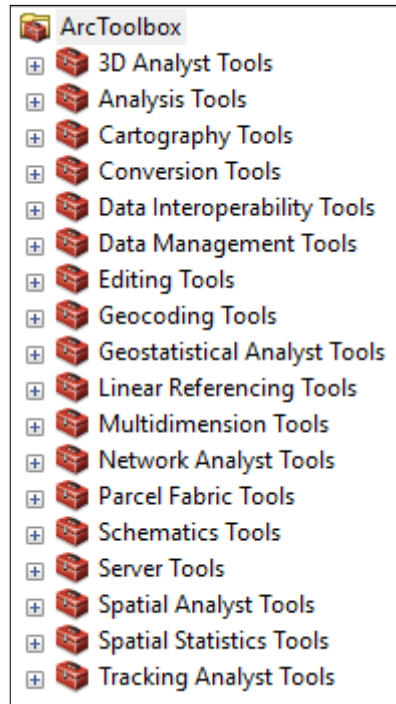 ArcToolbox
3D Analyst Tools
Analysis Tools
Cartography Tools
Conversion Tools
Data Interoperability Tools
Data Management Tools
Editing Tools
Geocoding Tools
Geostatistical Analyst Tools
Linear Referencing Tools
Multidimension Tools
Network Analyst Tools
Parcel Fabric Tools
Schematics Tools
Server Tools
Spatial Analyst Tools
Spatial Statistics Tools
Tracking Analyst Tools